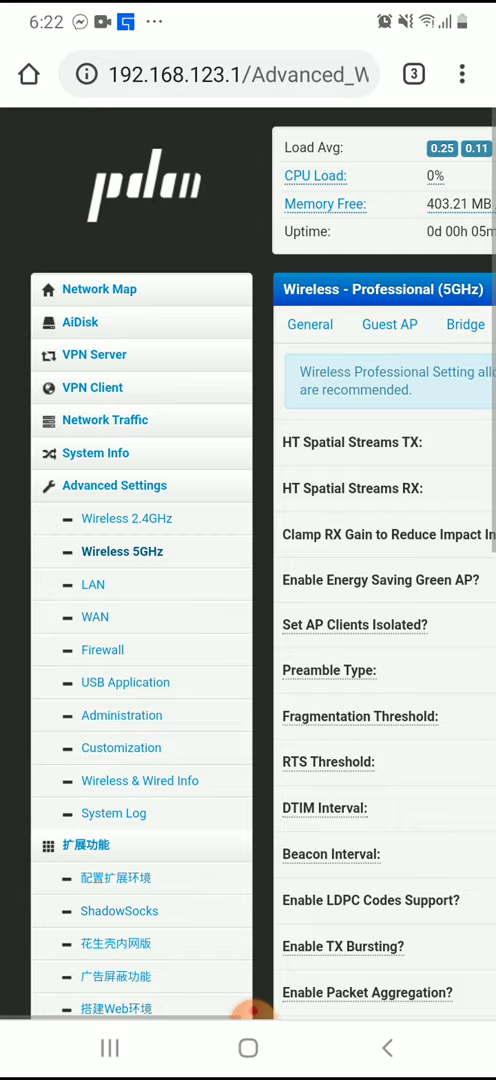 6:22
192.168.123.1/Advanced_W
3
pdcn
Load Avg:
0.25 0.11
CPU Load:
0%
Memory Free:
403.21 MB
Uptime:
0d 00h 05m
Network Map
AiDisk
VPN Server
VPN Client
Network Traffic
System Info
Advanced Settings
Wireless 2.4GHz
Wireless 5GHz
LAN
WAN
Firewall
USB Application
Administration
Customization
Wireless & Wired Info
System Log
扩展功能
配置扩展环境
ShadowSocks
花生壳内网版
广告屏蔽功能
搭建Web环境
Wireless - Professional (5GHz)
General Guest AP Bridge
Wireless Professional Setting
are recommended.
HT Spatial Streams TX:
HT Spatial Streams RX:
Clamp RX Gain to Reduce Impact In
Enable Energy Saving Green AP?
Set AP Clients Isolated?
Preamble Type:
Fragmentation Threshold:
RTS Threshold:
DTIM Interval:
Beacon Interval:
Enable LDPC Codes Support?
Enable TX Bursting?
Enable Packet Aggregation?